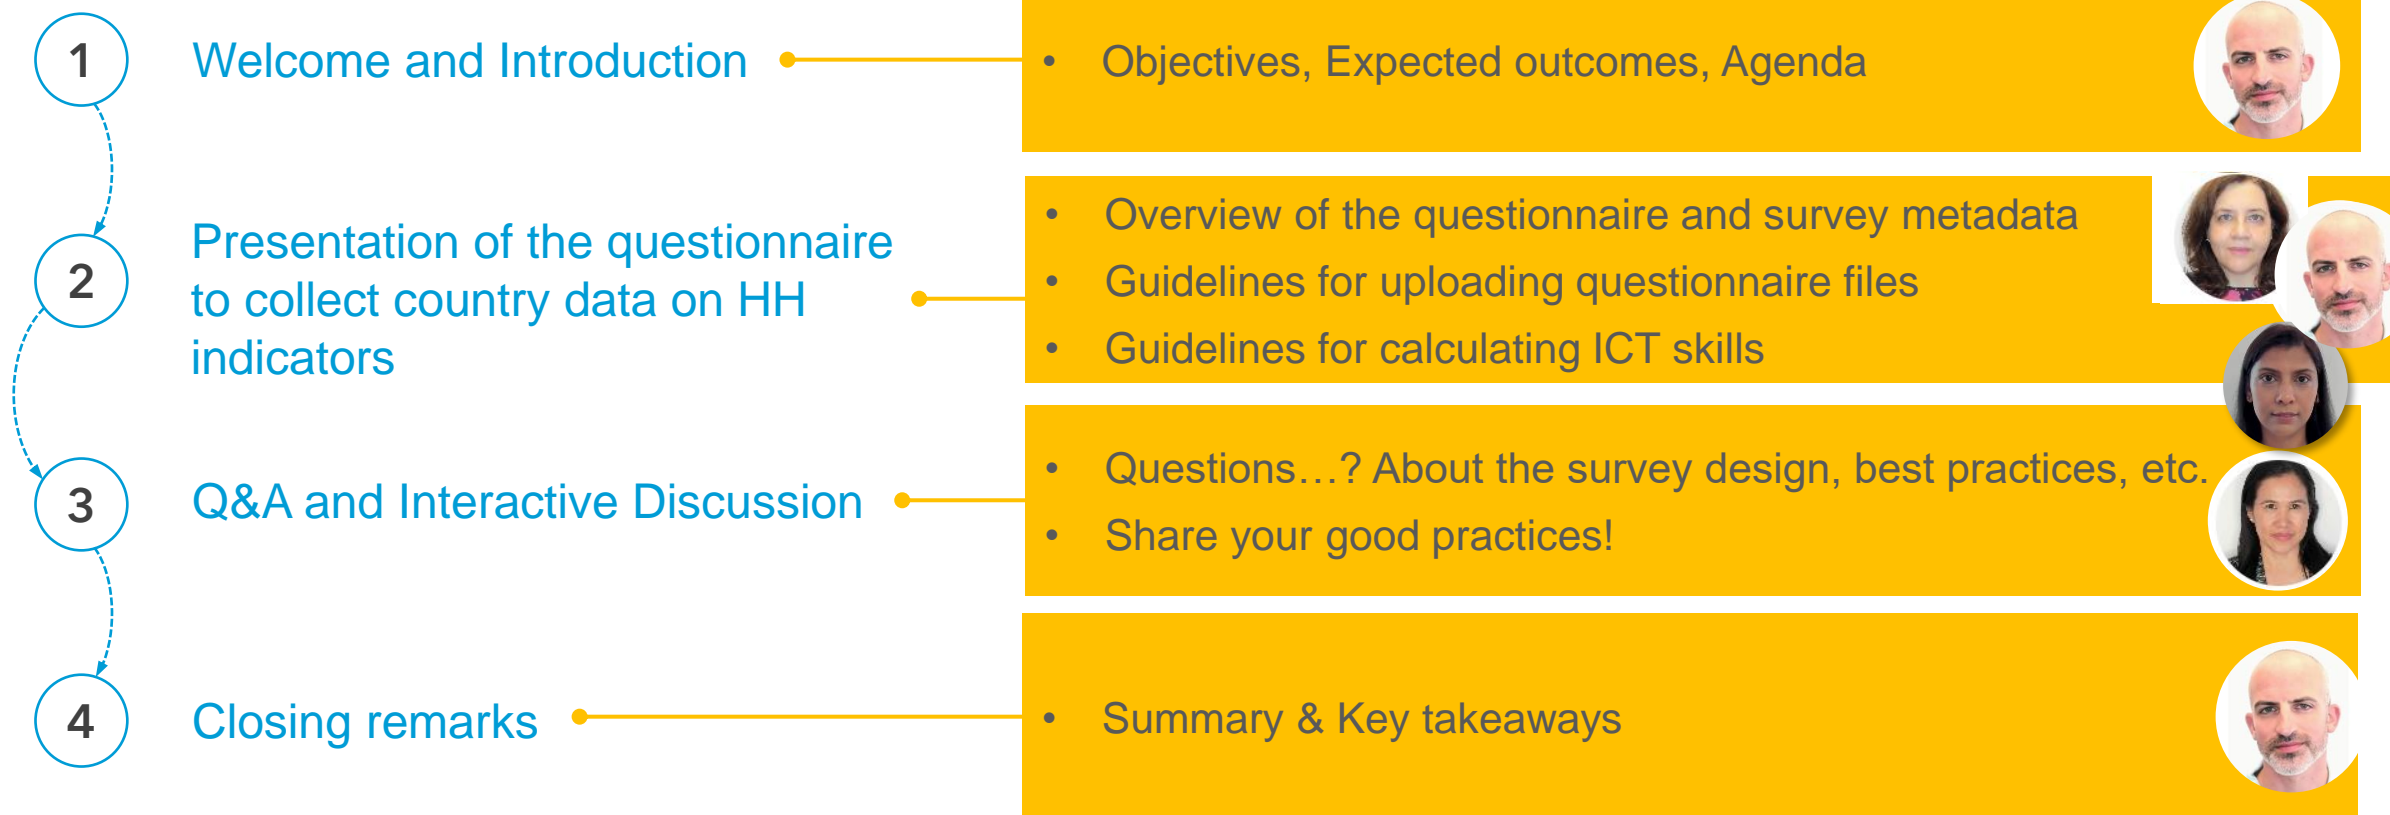 1
Welcome and Introduction
• Objectives, Expected outcomes, Agenda
2
Presentation of the questionnaire
to collect country data on HH
indicators
• Overview of the questionnaire and survey metadata
• Guidelines for uploading questionnaire files
• Guidelines for calculating ICT skills
3
Q&A and Interactive Discussion
• Questions…? About the survey design, best practices, etc.
• Share your good practices!
4
Closing remarks
• Summary & Key takeaways